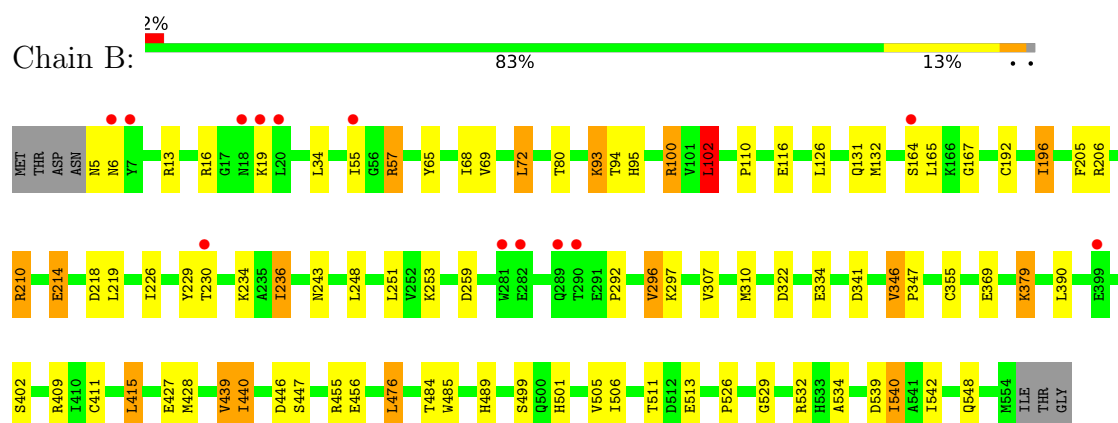 2%
Chain B:
83% 13% • •
MET THR ASP ASN N5 N6 Y7 R13 R16 G17 N18 K19 L20 L34 I55 G56 R57 Y65 I68 V69 L72 T80 K93 T94 H95 R100 V101 L102 P110 E116 L126 Q131 M132 S164 L165 K166 G167 C192 I196 F205 R206
R210 E214 D218 L219 I226 Y229 T230 K234 A235 I236 N243 L248 L251 V252 K253 D259 W281 E282 Q289 T290 E291 P292 V296 K297 V307 M310 D322 E334 D341 V346 P347 C355 E369 K379 L390 E399
S402 R409 I410 C411 L415 E427 M428 V439 I440 D446 S447 R455 E456 L476 T484 W485 H489 S499 Q500 H501 V505 I506 T511 D512 E513 P526 G529 R532 H533 A534 D539 I540 A541 I542 Q548 M554 ILE THR GLY